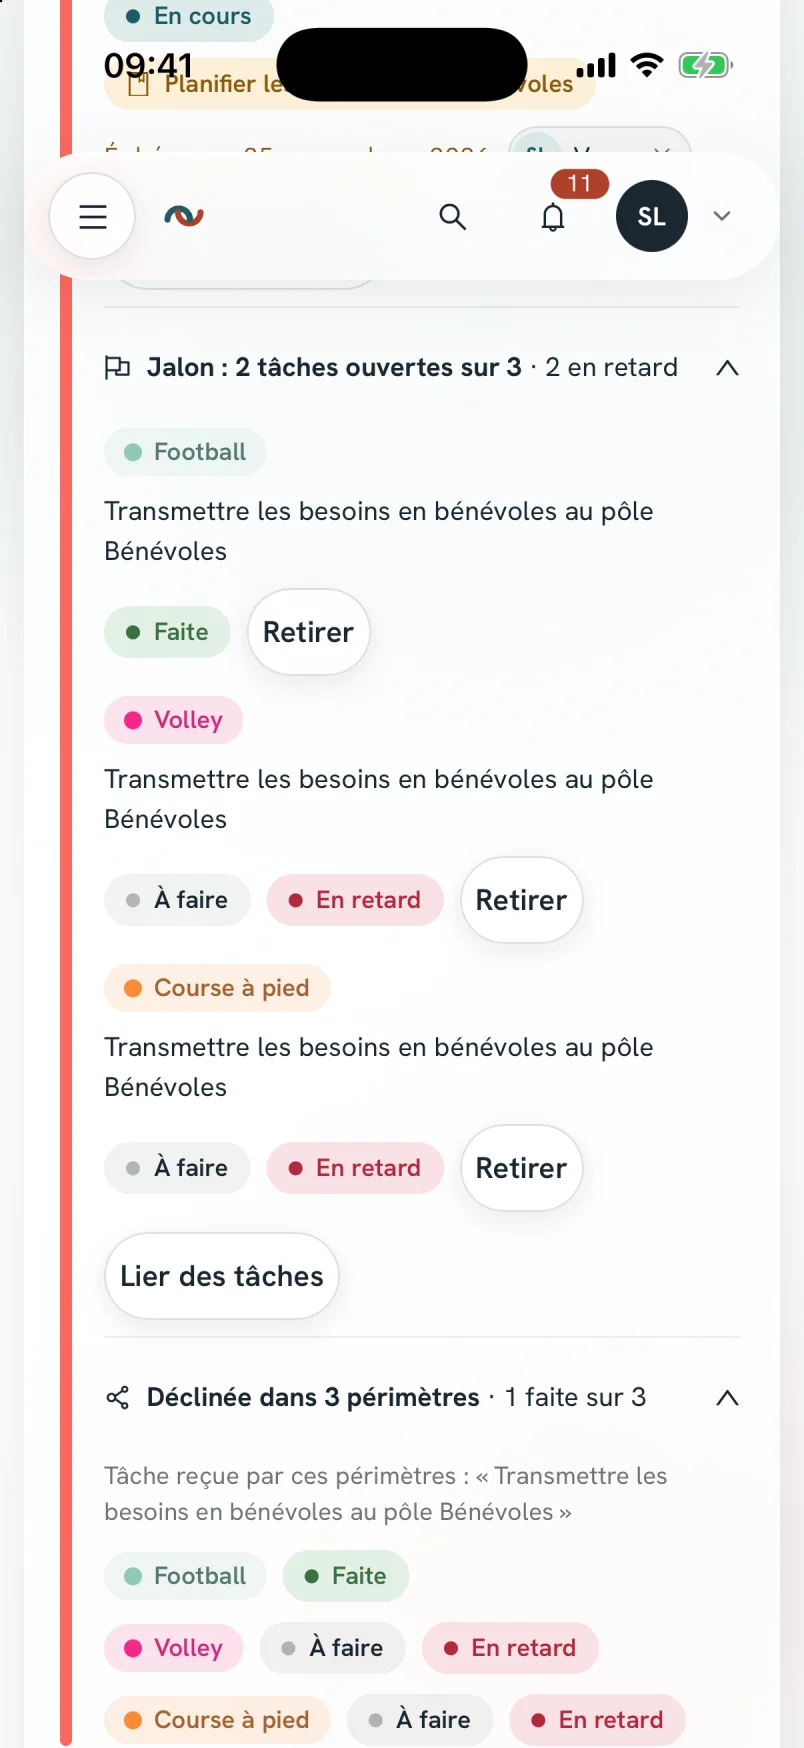 En cours
09:41
Planifier
11
SL
Jalon : 2 tâches ouvertes sur 3 · 2 en retard
Football
Transmettre les besoins en bénévoles au pôle
Bénévoles
Faite
Retirer
Volley
Transmettre les besoins en bénévoles au pôle
Bénévoles
À faire
En retard
Retirer
Course à pied
Transmettre les besoins en bénévoles au pôle
Bénévoles
À faire
En retard
Retirer
Lier des tâches
Déclinée dans 3 périmètres · 1 faite sur 3
Tâche reçue par ces périmètres : « Transmettre les
besoins en bénévoles au pôle Bénévoles »
Football
Faite
Volley
À faire
En retard
Course à pied
À faire
En retard